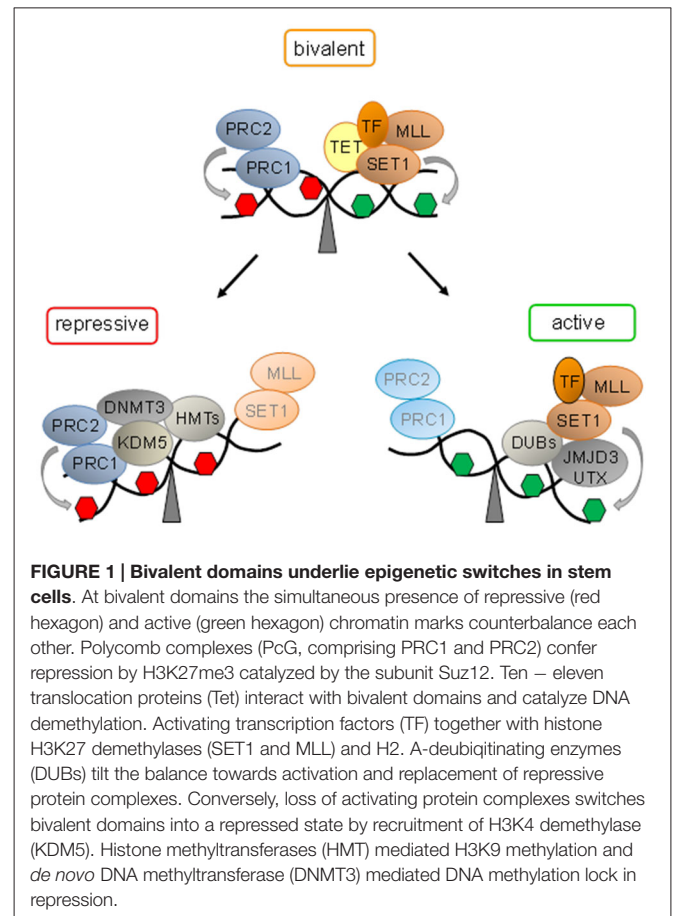 bivalent
PRC2
PRC1
TET
TF
MLL
SET1
repressive
active
DNMT3
PRC2
PRC1
KDM5
HMTs
MLL
SET1
PRC2
PRC1
TF
MLL
SET1
DUBs
JMJD3
UTX
FIGURE 1 | Bivalent domains underlie epigenetic switches in stem
cells. At bivalent domains the simultaneous presence of repressive (red
hexagon) and active (green hexagon) chromatin marks counterbalance each
other. Polycomb complexes (PcG, comprising PRC1 and PRC2) confer
repression by H3K27me3 catalyzed by the subunit Suz12. Ten – eleven
translocation proteins (Tet) interact with bivalent domains and catalyze DNA
demethylation. Activating transcription factors (TF) together with histone
H3K27 demethylases (SET1 and MLL) and H2. A-deubiqitinating enzymes
(DUBs) tilt the balance towards activation and replacement of repressive
protein complexes. Conversely, loss of activating protein complexes switches
bivalent domains into a repressed state by recruitment of H3K4 demethylase
(KDM5). Histone methyltransferases (HMT) mediated H3K9 methylation and
de novo DNA methyltransferase (DNMT3) mediated DNA methylation lock in
repression.